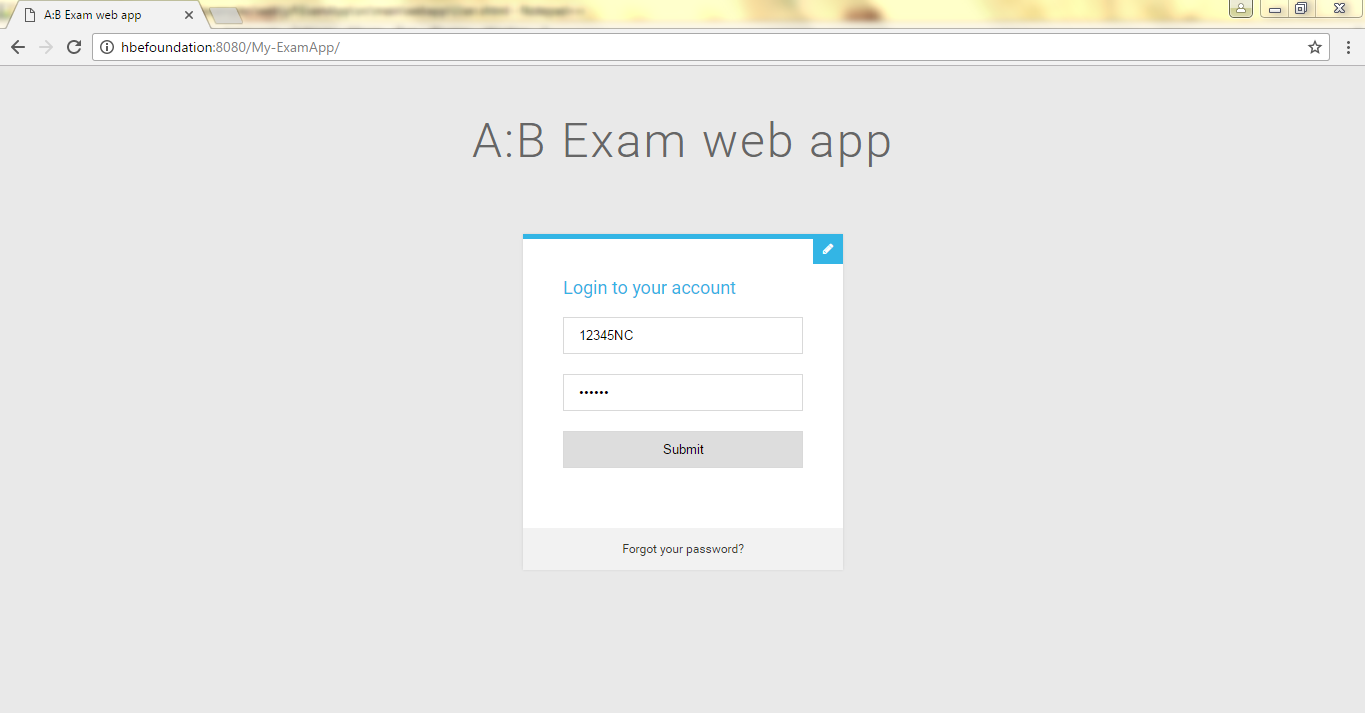 A:B Exam web app
hbefoundation:8080/My-ExamApp/
A:B Exam web app
Login to your account
12345NC
••••••
Submit
Forgot your password?